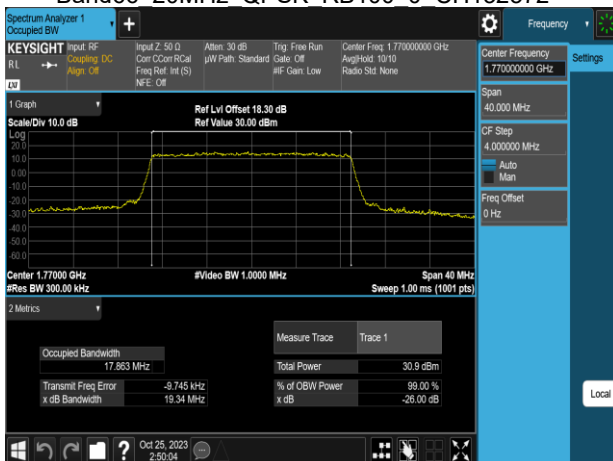 Spectrum Analyzer 1
Occupied BW
+
Frequency
KEYSIGHT
RL
LXI
Input: RF
Coupling: DC
Align: Off
Input Z: 50 Ω
Corr CCorr RCal
Freq Ref: Int (S)
NFE: Off
Atten: 30 dB
µW Path: Standard
Trig: Free Run
Gate: Off
#IF Gain: Low
Center Freq: 1.770000000 GHz
Avg|Hold: 10/10
Radio Std: None
Center Frequency
1.770000000 GHz
Settings
Span
40.000 MHz
CF Step
4.000000 MHz
Auto
Man
Freq Offset
0 Hz
Local
1 Graph
Scale/Div 10.0 dB
Ref Lvl Offset 18.30 dB
Ref Value 30.00 dBm
Log
20.0
10.0
0.00
-10.0
-20.0
-30.0
-40.0
-50.0
-60.0
Center 1.77000 GHz
#Res BW 300.00 kHz
#Video BW 1.0000 MHz
Span 40 MHz
Sweep 1.00 ms (1001 pts)
2 Metrics
Measure Trace
Trace 1
Occupied Bandwidth
17.863 MHz
Total Power
30.9 dBm
Transmit Freq Error
-9.745 kHz
% of OBW Power
99.00 %
x dB Bandwidth
19.34 MHz
x dB
-26.00 dB
?
Oct 25, 2023
2:50:04